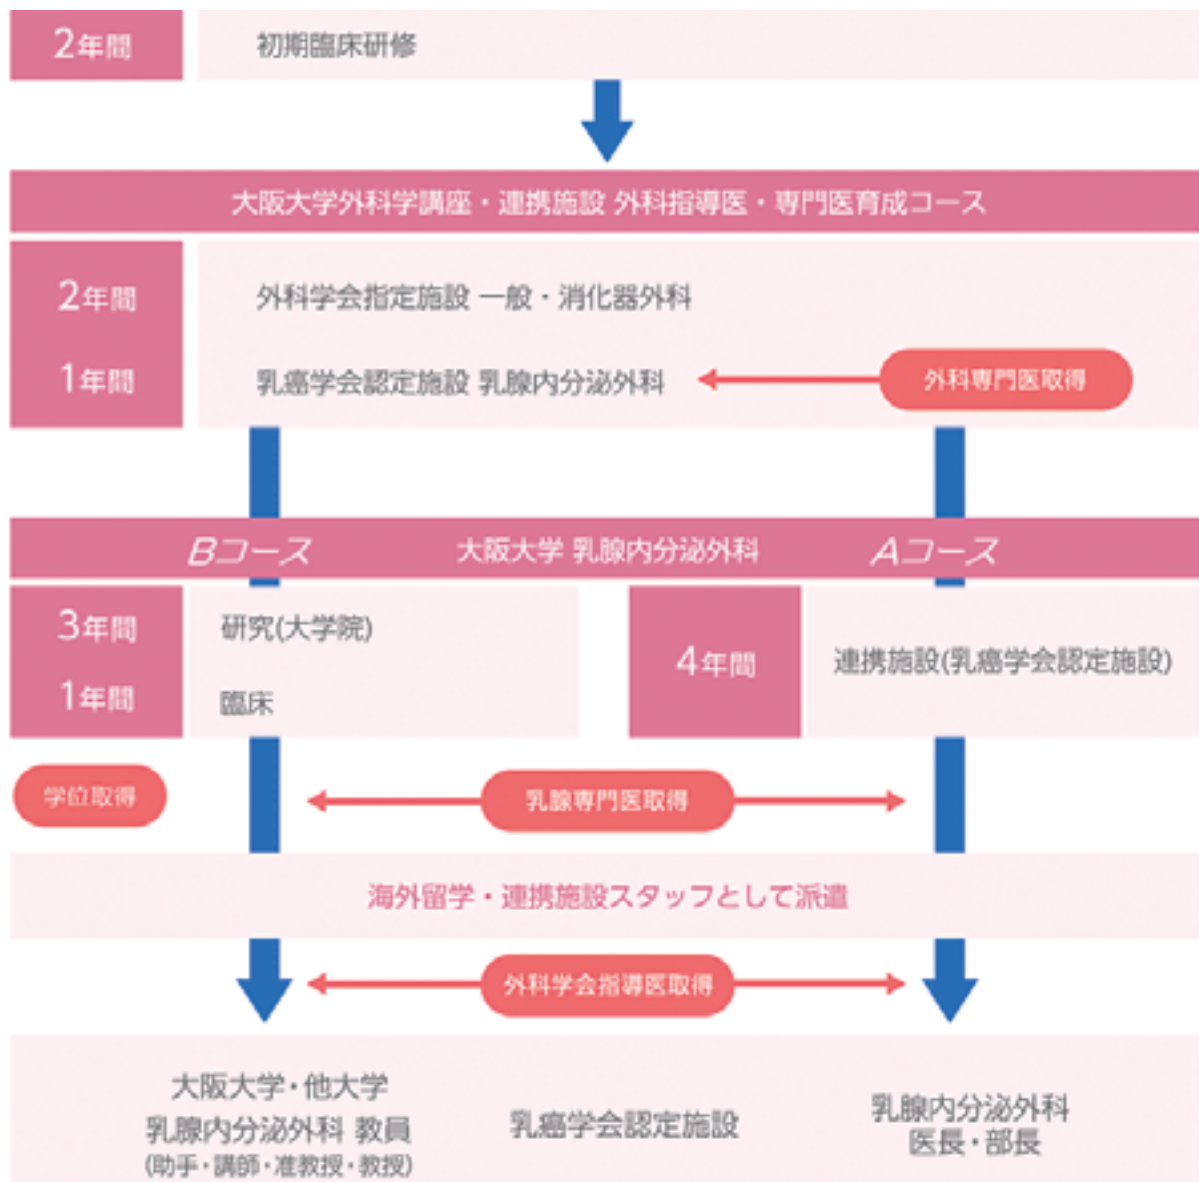 2年間
初期臨床研修
大阪大学外科学講座・連携施設 外科指導医・専門医育成コース
2年間
外科学会指定施設 一般・消化器外科
1年間
乳癌学会認定施設 乳腺内分泌外科
外科専門医取得
Bコース
大阪大学 乳腺内分泌外科
Aコース
3年間
研究(大学院)
1年間
臨床
4年間
連携施設(乳癌学会認定施設)
学位取得
乳腺専門医取得
海外留学・連携施設スタッフとして派遣
外科学会指導医取得
大阪大学・他大学
乳腺内分泌外科 教員
(助手・講師・准教授・教授)
乳癌学会認定施設
乳腺内分泌外科
医長・部長